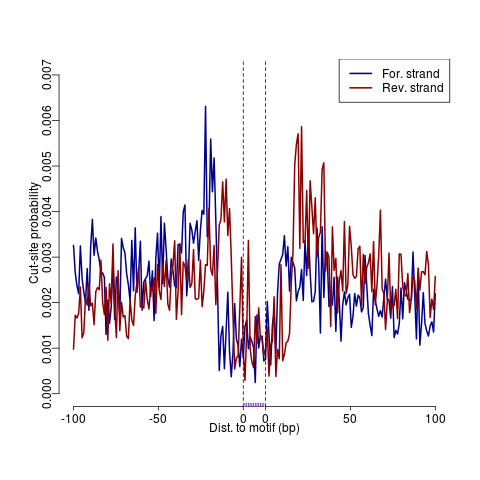 For. strand
Rev. strand
Cut-site probability
0.007
0.006
0.005
0.004
0.003
0.002
0.001
0.000
-100 -50 0 0 50 100
Dist. to motif (bp)